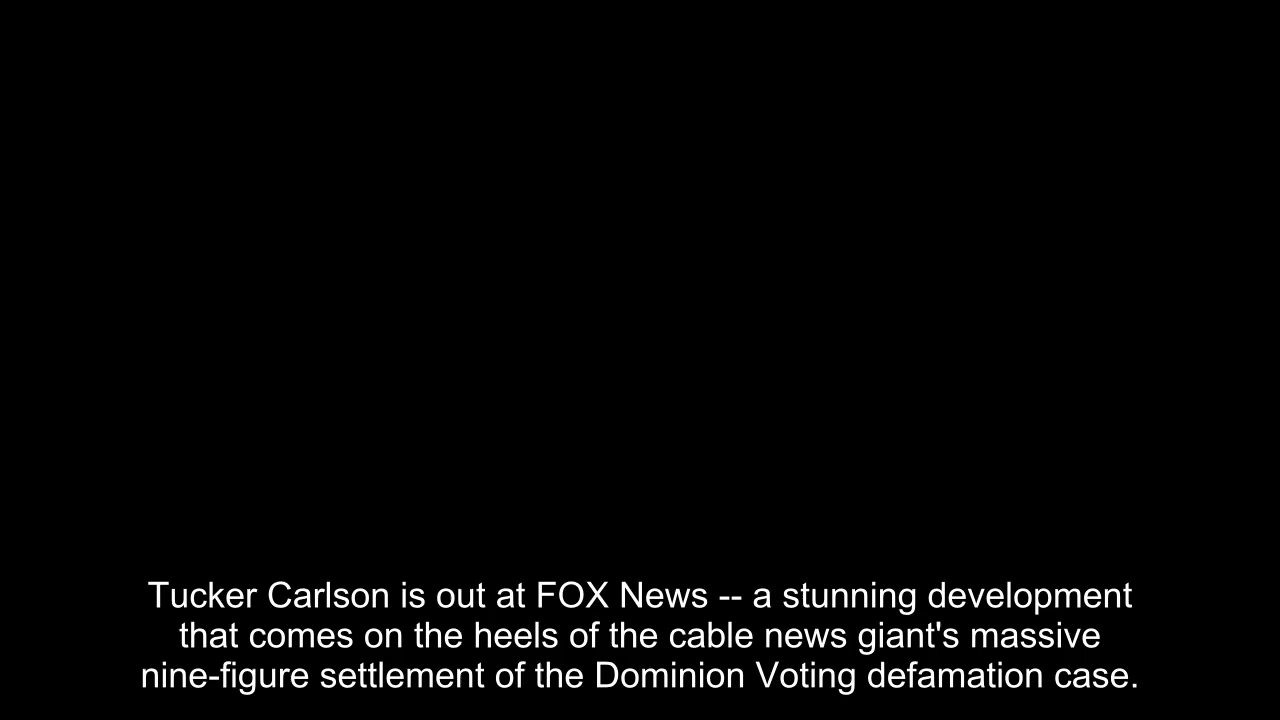 Tucker Carlson is out at FOX News -- a stunning development
that comes on the heels of the cable news giant's massive
nine-figure settlement of the Dominion Voting defamation case.